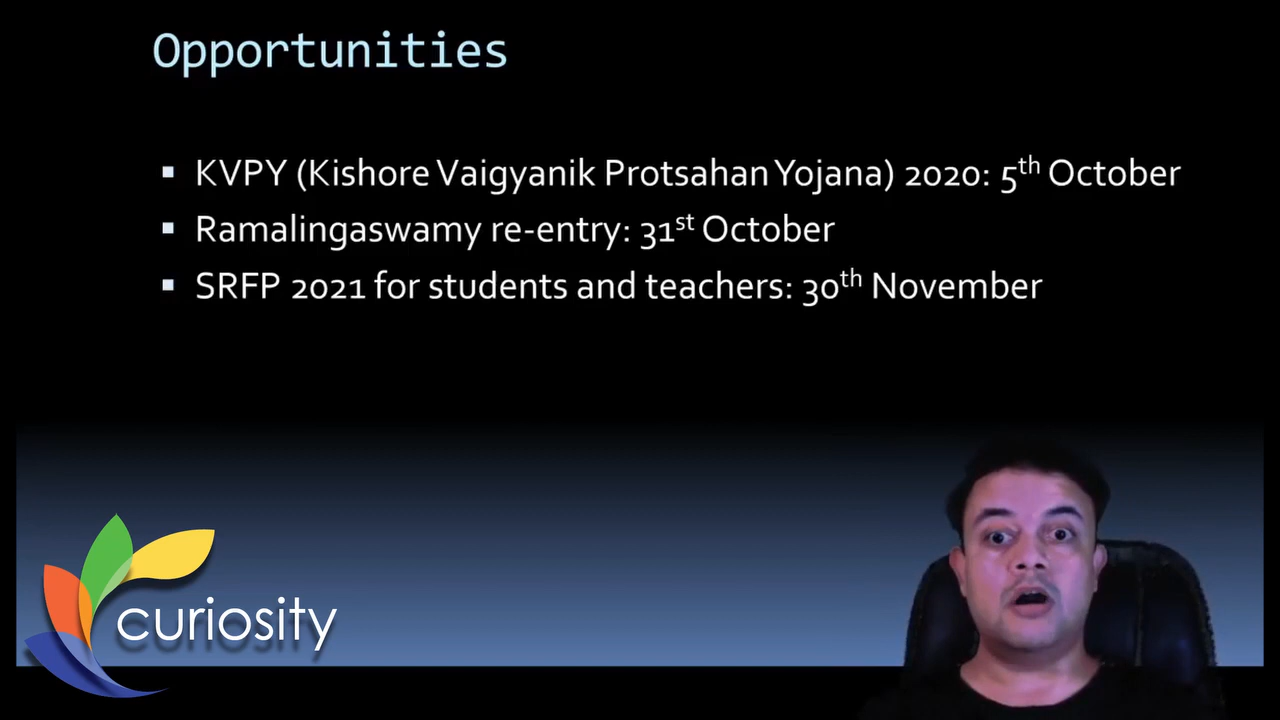 Opportunities
▪ KVPY (Kishore Vaigyanik Protsahan Yojana) 2020: 5th October
▪ Ramalingaswamy re-entry: 31st October
▪ SRFP 2021 for students and teachers: 30th November
curiosity